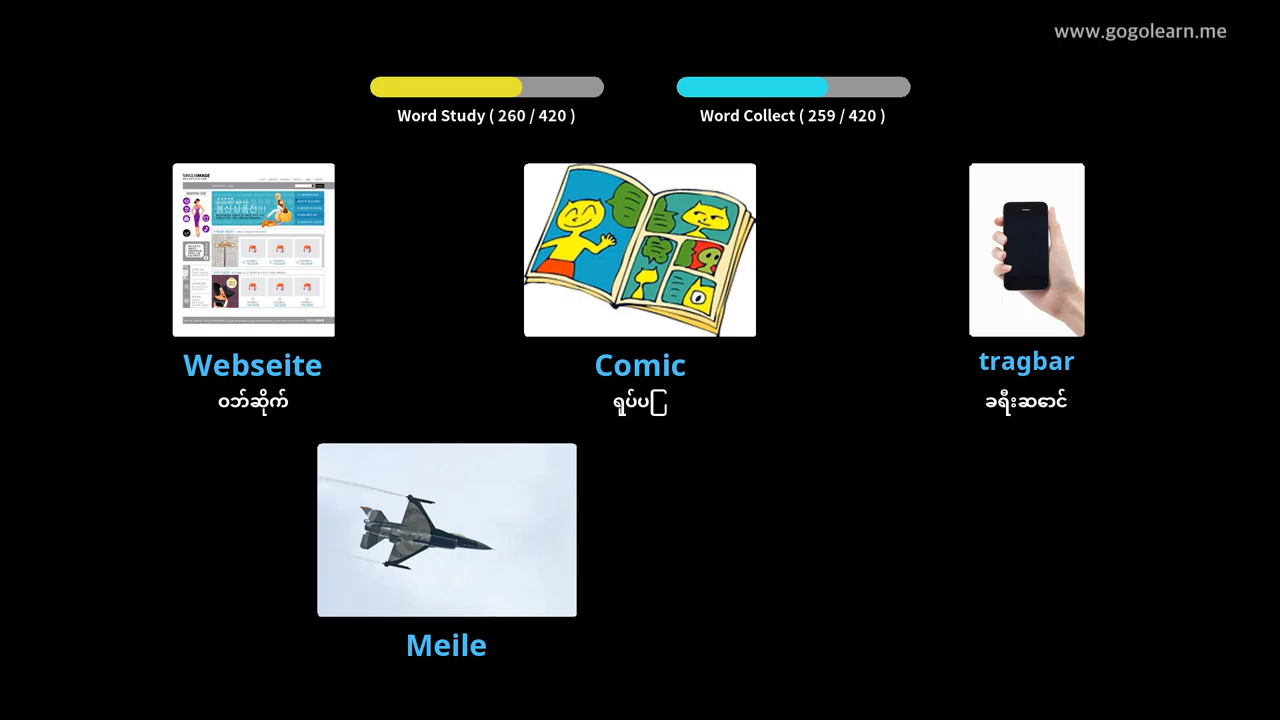 www.gogolearn.me
Word Study ( 260 / 420 )
Word Collect ( 259 / 420 )
Webseite
Comic
tragbar
ဝဘ်ဆိုက်
ရုပ်ပြ
ခရီးဆောင်
Meile